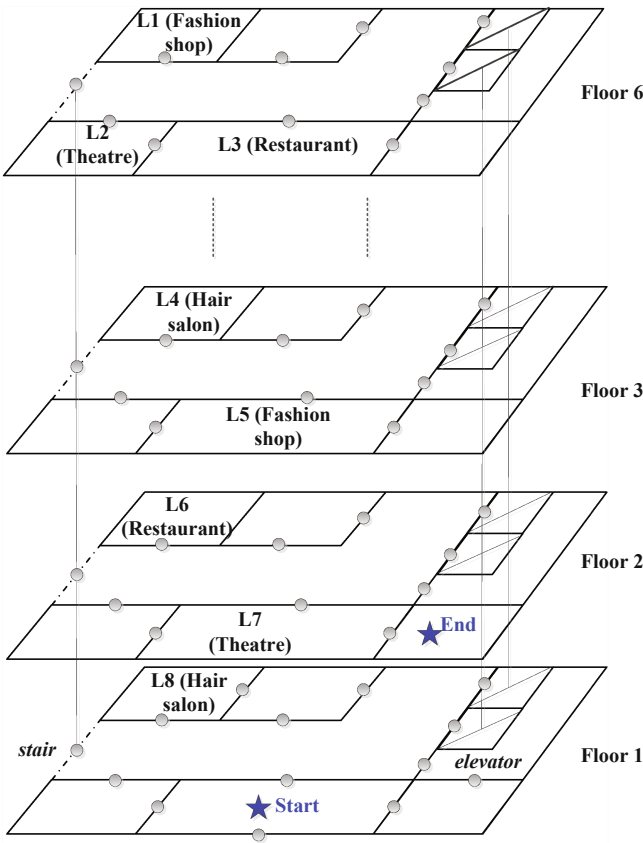 L1 (Fashion
shop)
Floor 6
L2
(Theatre)
L3 (Restaurant)
L4 (Hair
salon)
Floor 3
L5 (Fashion
shop)
L6
(Restaurant)
Floor 2
L7
(Theatre)
End
L8 (Hair
salon)
stair
elevator
Floor 1
Start